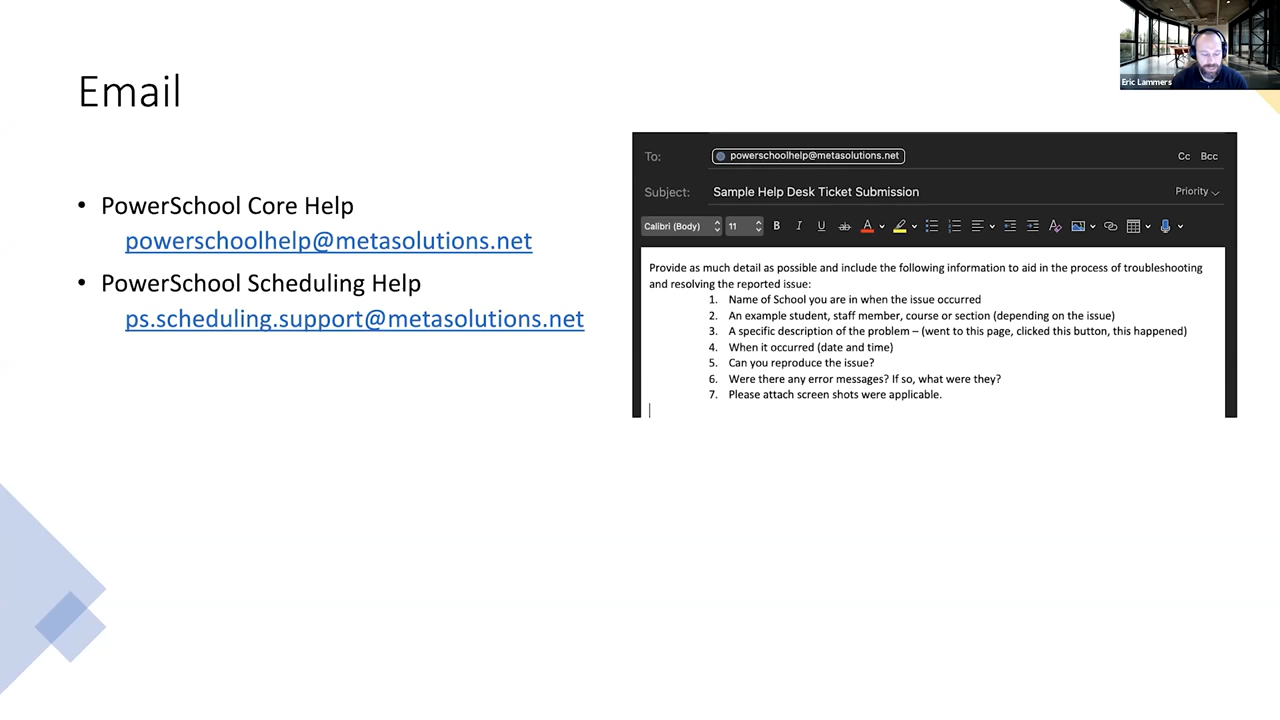 Email
• PowerSchool Core Help
powerschoolhelp@metasolutions.net
• PowerSchool Scheduling Help
ps.scheduling.support@metasolutions.net
Eric Lammers
To: powerschoolhelp@metasolutions.net Cc Bcc
Subject: Sample Help Desk Ticket Submission Priority
Calibri (Body) 11 B I U ab A
Provide as much detail as possible and include the following information to aid in the process of troubleshooting
and resolving the reported issue:
1. Name of School you are in when the issue occurred
2. An example student, staff member, course or section (depending on the issue)
3. A specific description of the problem – (went to this page, clicked this button, this happened)
4. When it occurred (date and time)
5. Can you reproduce the issue?
6. Were there any error messages? If so, what were they?
7. Please attach screen shots were applicable.